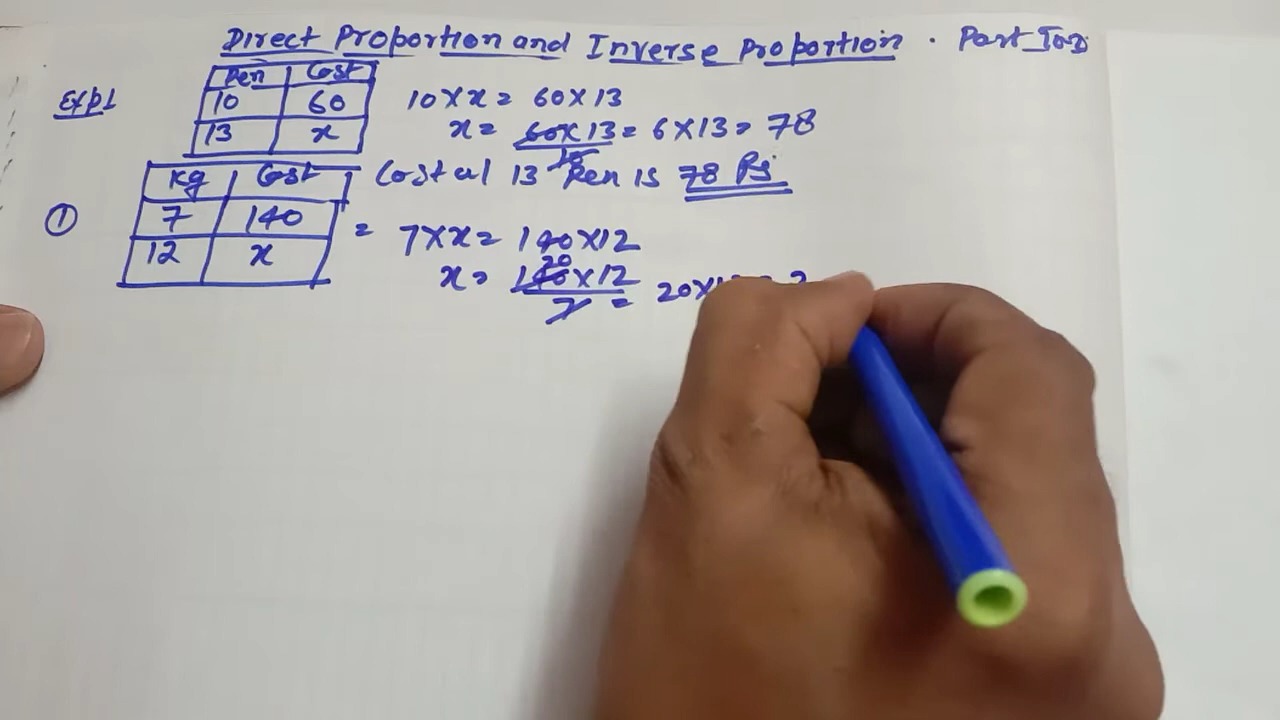 Direct Proportion and Inverse Proportion . Part
Exp1
Pen Cost
10 60
13 x
10 X x = 60 X 13
x = 60 X 13 = 6 X 13 = 78
10
Cost of 13 Pen is 78 Rs
①
Kg Cost
7 140
12 x
= 7 X x = 140 X 12
20
x = 140 X 12 = 20 X
7